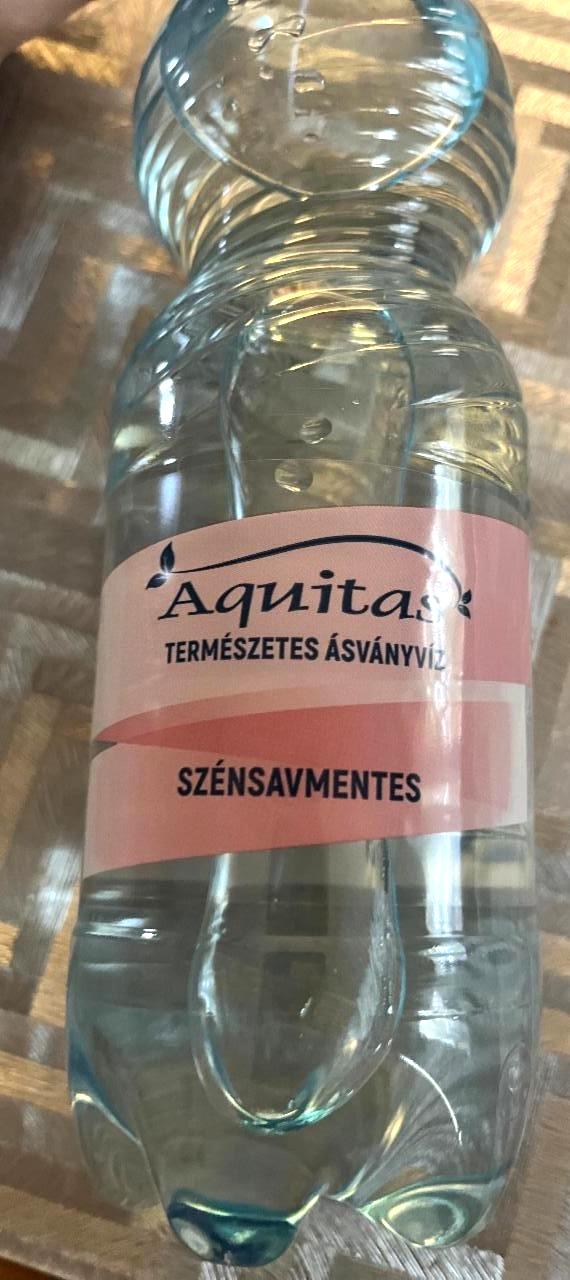 Aquitas
TERMÉSZETES ÁSVÁNYVÍZ
SZÉNSAVMENTES